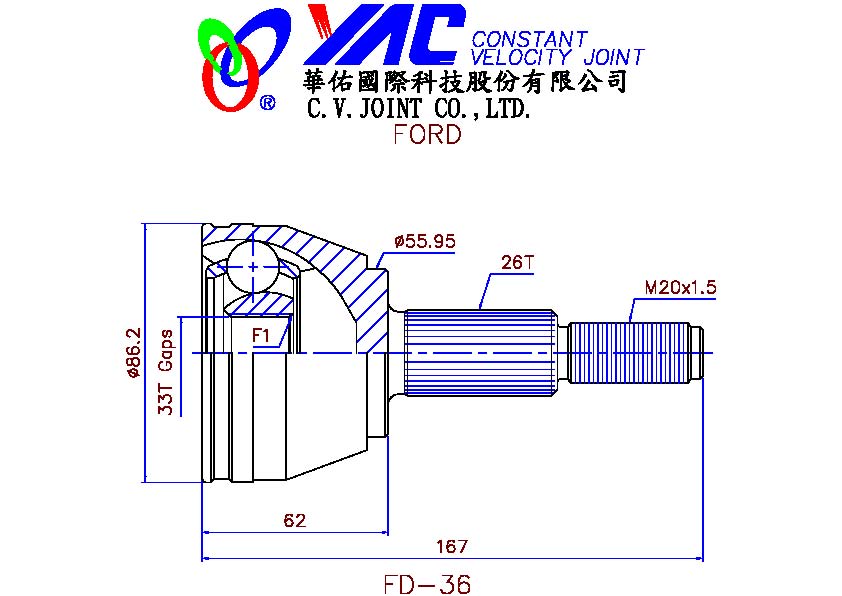 YAC CONSTANT
VELOCITY JOINT
®
華佑國際科技股份有限公司
C.V.JOINT CO.,LTD.
FORD
ø55.95
26T
M20x1.5
ø86.2
33T Gaps
F1
62
167
FD-36